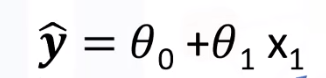 ŷ = θ₀ +θ₁ x₁